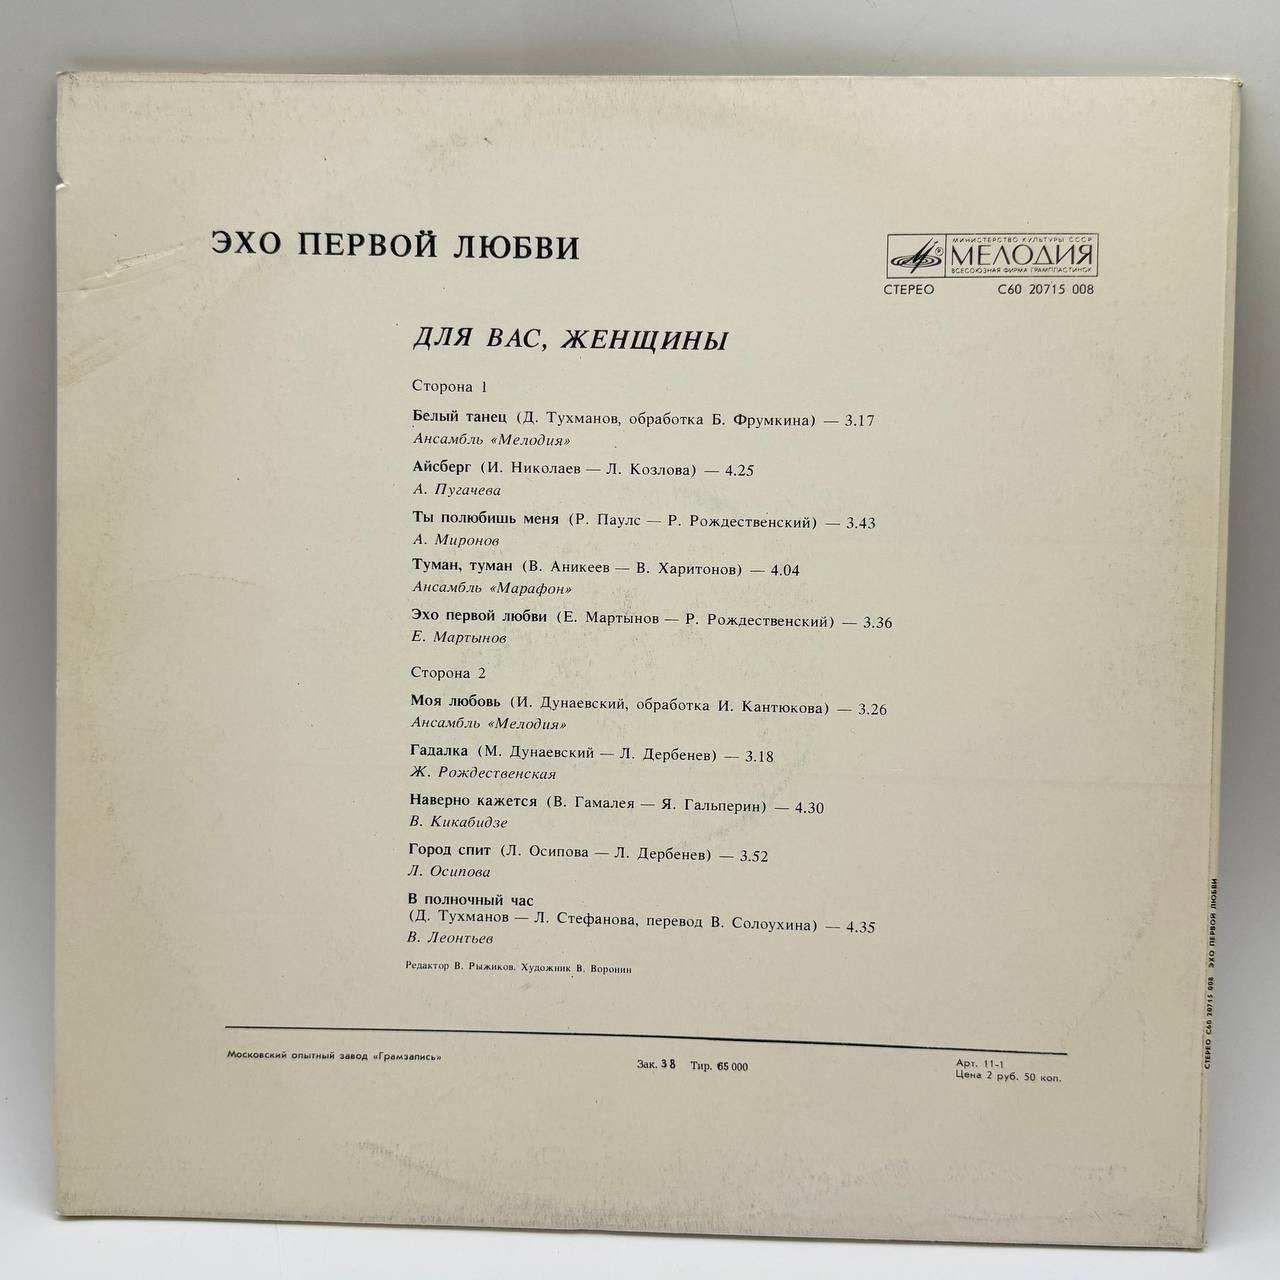 ЭХО ПЕРВОЙ ЛЮБВИ
МИНИСТЕРСТВО КУЛЬТУРЫ СССР
МЕЛОДИЯ
ВСЕСОЮЗНАЯ ФИРМА ГРАМПЛАСТИНОК
СТЕРЕО С60 20715 008
ДЛЯ ВАС, ЖЕНЩИНЫ
Сторона 1
Белый танец (Д. Тухманов, обработка Б. Фрумкина) — 3.17
Ансамбль «Мелодия»
Айсберг (И. Николаев — Л. Козлова) — 4.25
А. Пугачева
Ты полюбишь меня (Р. Паулс — Р. Рождественский) — 3.43
А. Миронов
Туман, туман (В. Аникеев — В. Харитонов) — 4.04
Ансамбль «Марафон»
Эхо первой любви (Е. Мартынов — Р. Рождественский) — 3.36
Е. Мартынов
Сторона 2
Моя любовь (И. Дунаевский, обработка И. Кантюкова) — 3.26
Ансамбль «Мелодия»
Гадалка (М. Дунаевский — Л. Дербенев) — 3.18
Ж. Рождественская
Наверно кажется (В. Гамалея — Я. Гальперин) — 4.30
В. Кикабидзе
Город спит (Л. Осипова — Л. Дербенев) — 3.52
Л. Осипова
В полночный час
(Д. Тухманов — Л. Стефанова, перевод В. Солоухина) — 4.35
В. Леонтьев
Редактор В. Рыжиков. Художник В. Воронин
Московский опытный завод «Грамзапись» Зак. 38 Тир. 65 000 Арт. 11-1
Цена 2 руб. 50 коп.
СТЕРЕО С60 20715 008 ЭХО ПЕРВОЙ ЛЮБВИ